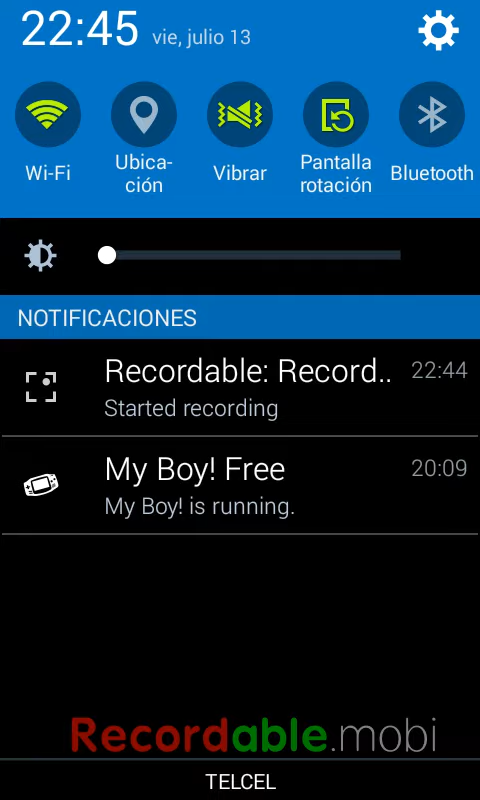 22:45 vie, julio 13
Wi-Fi
Ubica-
ción
Vibrar
Pantalla
rotación
Bluetooth
NOTIFICACIONES
Recordable: Record.. 22:44
Started recording
My Boy! Free 20:09
My Boy! is running.
Recordable.mobi
TELCEL